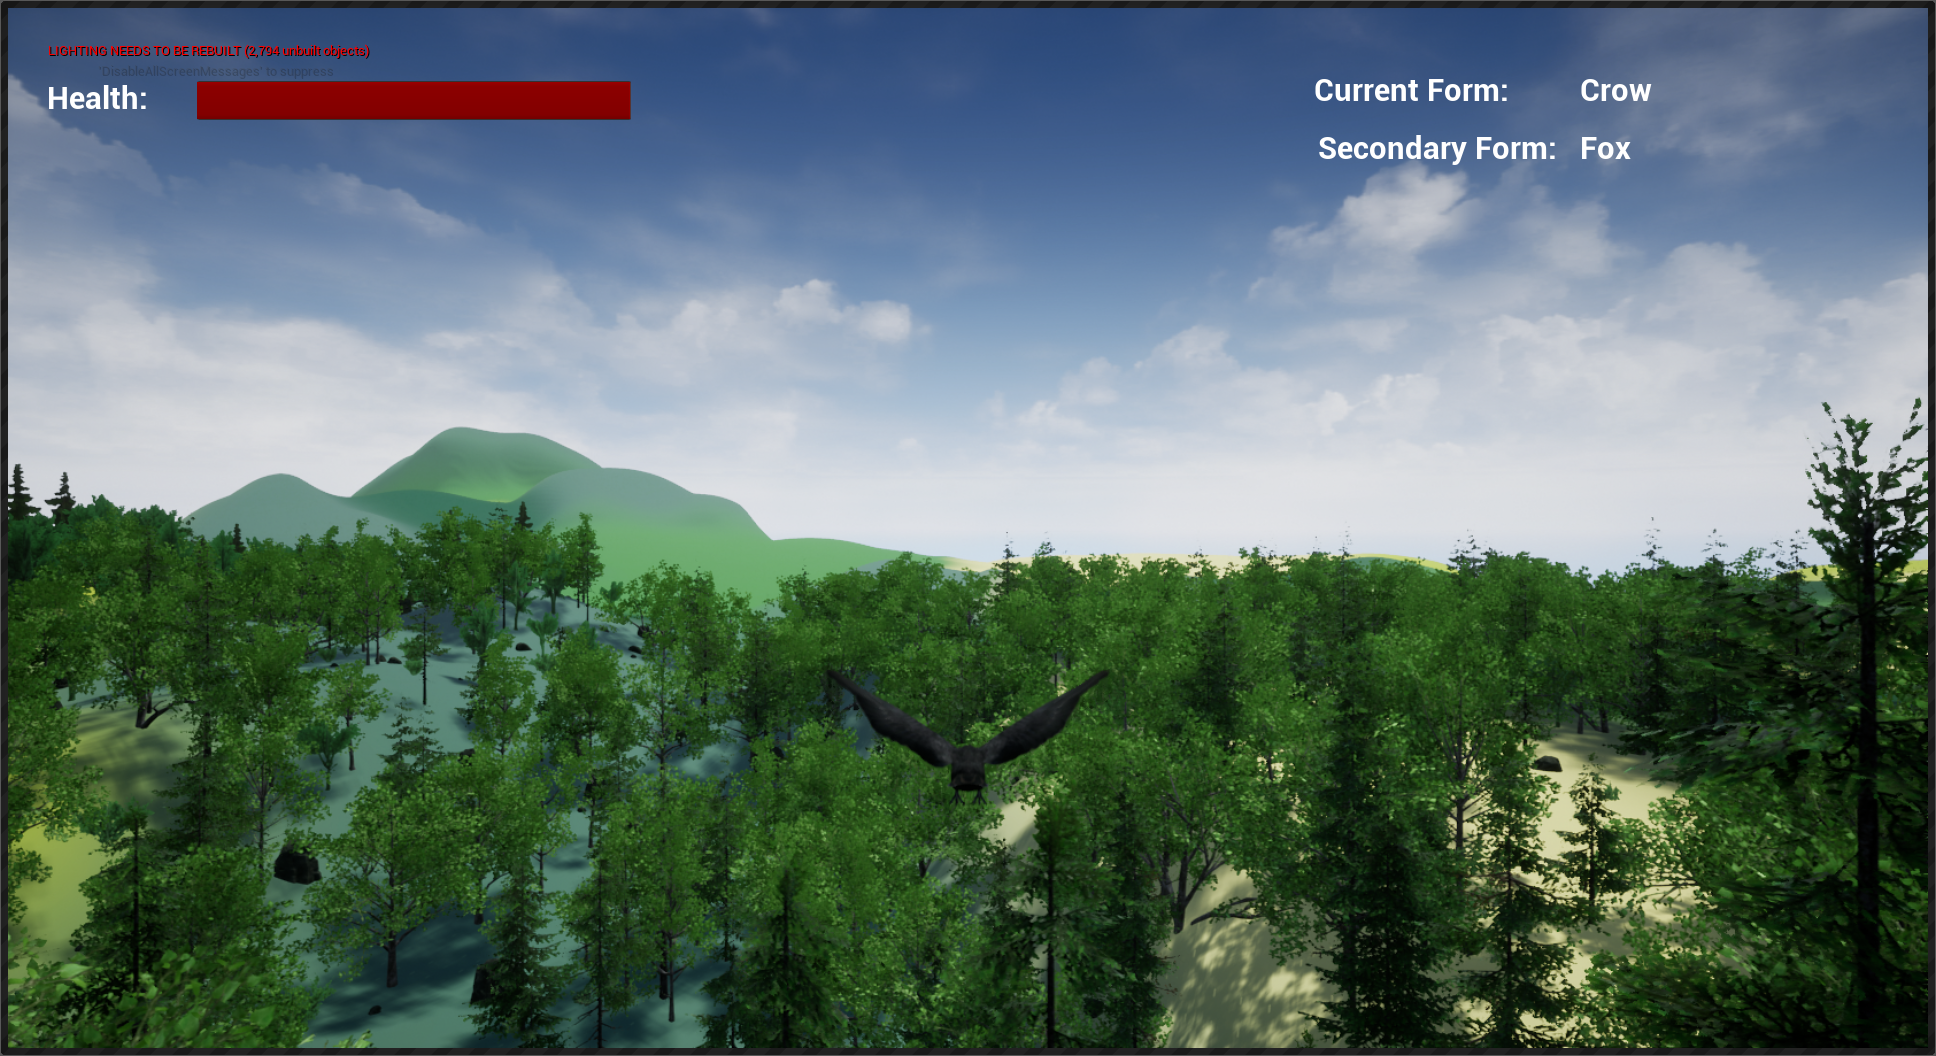 LIGHTING NEEDS TO BE REBUILT (2,794 unbuilt objects)
'DisableAllScreenMessages' to suppress
Health:
Current Form: Crow
Secondary Form: Fox